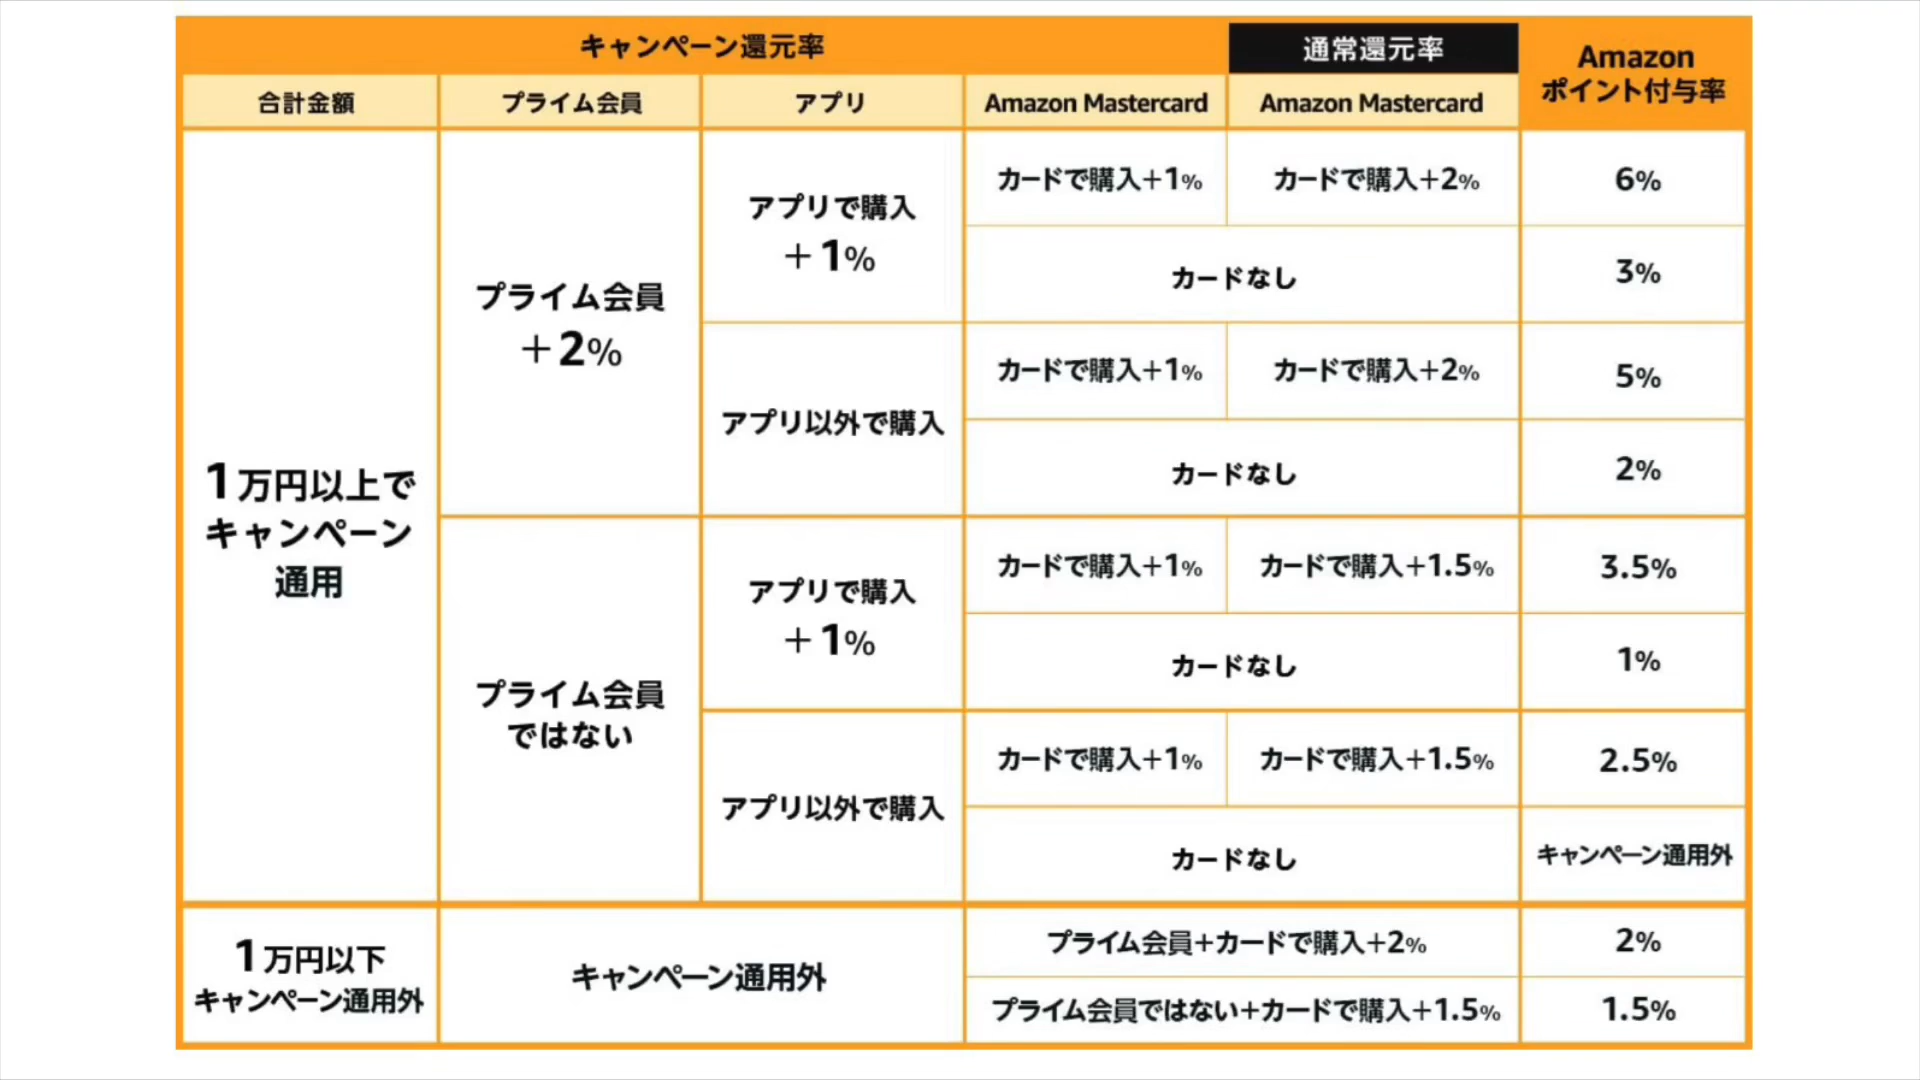 キャンペーン還元率
通常還元率
Amazon
ポイント付与率
合計金額
プライム会員
アプリ
Amazon Mastercard
Amazon Mastercard
1万円以上で
キャンペーン
通用
プライム会員
+2%
アプリで購入
+1%
カードで購入+1%
カードで購入+2%
6%
カードなし
3%
アプリ以外で購入
カードで購入+1%
カードで購入+2%
5%
カードなし
2%
プライム会員
ではない
アプリで購入
+1%
カードで購入+1%
カードで購入+1.5%
3.5%
カードなし
1%
アプリ以外で購入
カードで購入+1%
カードで購入+1.5%
2.5%
カードなし
キャンペーン通用外
1万円以下
キャンペーン通用外
キャンペーン通用外
プライム会員+カードで購入+2%
2%
プライム会員ではない+カードで購入+1.5%
1.5%